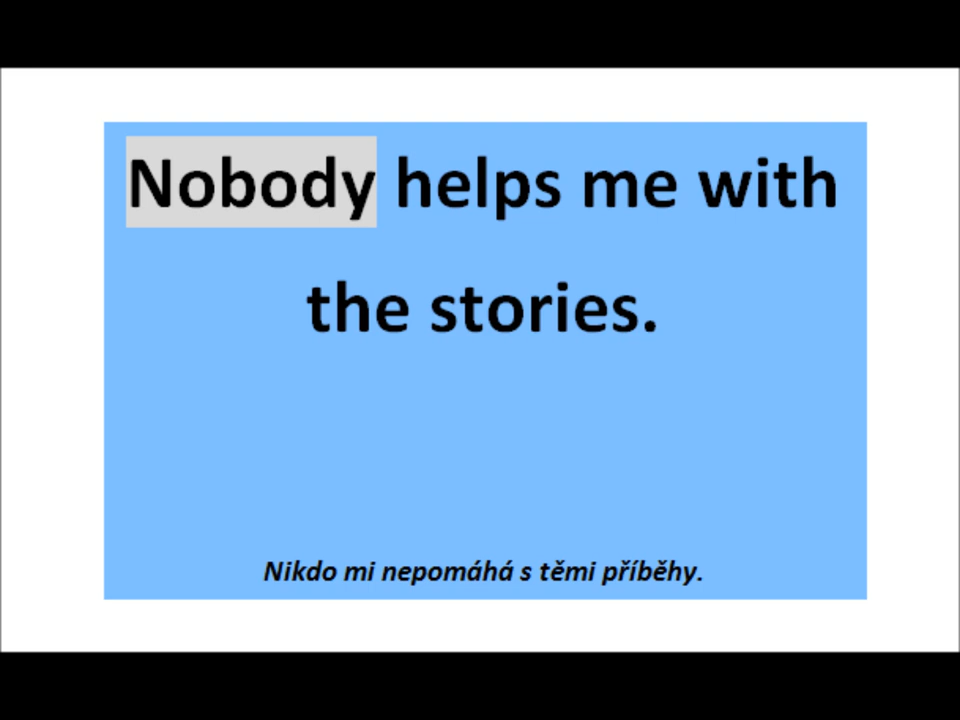 Nobody helps me with
the stories.
Nikdo mi nepomáhá s těmi příběhy.